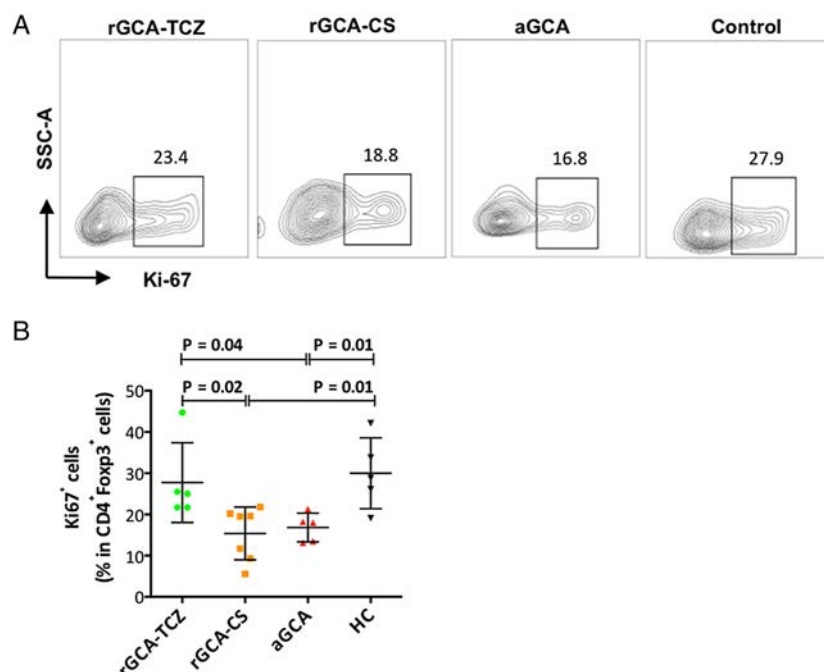 A
rGCA-TCZ rGCA-CS aGCA Control
SSC-A
23.4 18.8 16.8 27.9
Ki-67
B
P = 0.04 P = 0.01
P = 0.02 P = 0.01
50
40
30
20
10
0
Ki67⁺ cells
(% in CD4⁺ Foxp3⁺ cells)
rGCA-TCZ rGCA-CS aGCA HC